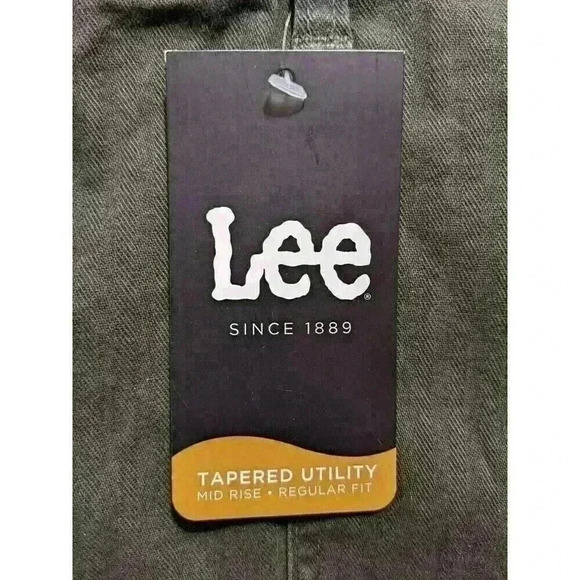 Lee®
SINCE 1889
TAPERED UTILITY
MID RISE • REGULAR FIT